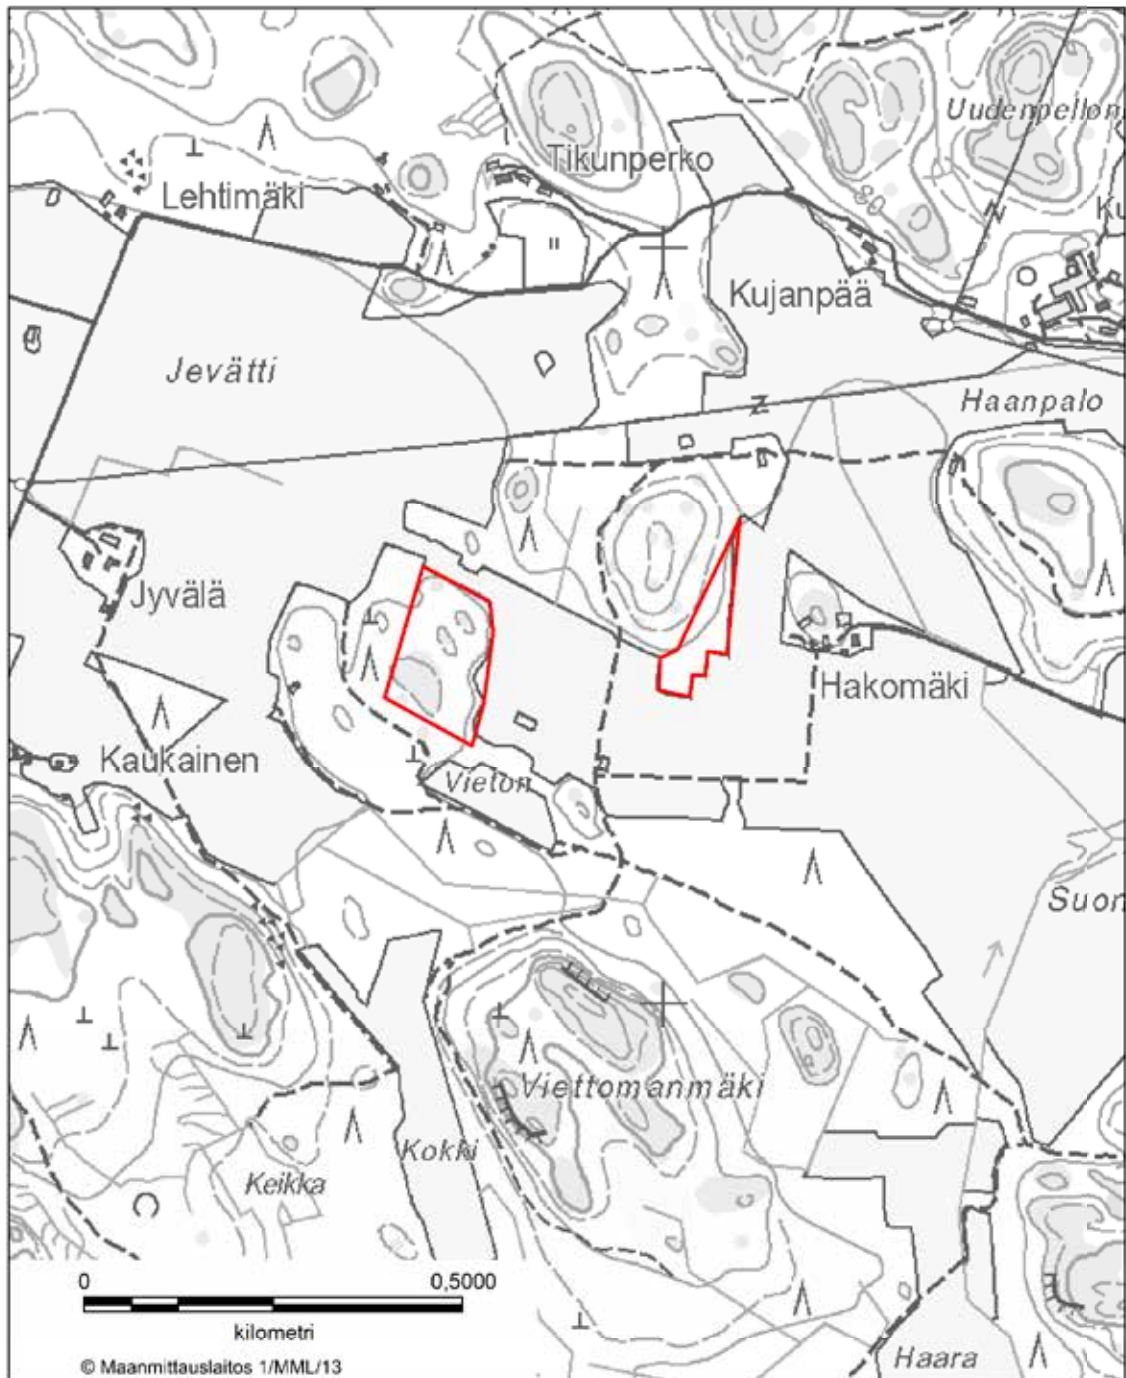 Uudenpellon
Tikunperko
Lehtimäki
Ku
Kujanpää
Jevätti
Haanpalo
Jyvälä
Hakomäki
Kaukainen
Vieton
Suon
Viettomanmäki
Kokki
Keikka
0 0,5000
kilometri
Haara
© Maanmittauslaitos 1/MML/13